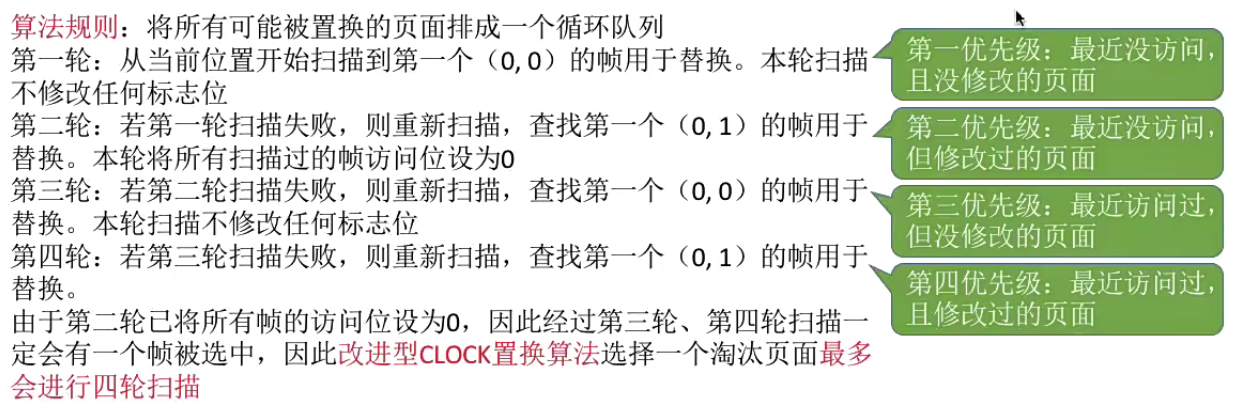 算法规则：将所有可能被置换的页面排成一个循环队列
第一轮：从当前位置开始扫描到第一个（0, 0）的帧用于替换。本轮扫描
不修改任何标志位
第二轮：若第一轮扫描失败，则重新扫描，查找第一个（0, 1）的帧用于
替换。本轮将所有扫描过的帧访问位设为0
第三轮：若第二轮扫描失败，则重新扫描，查找第一个（0, 0）的帧用于
替换。本轮扫描不修改任何标志位
第四轮：若第三轮扫描失败，则重新扫描，查找第一个（0, 1）的帧用于
替换。
由于第二轮已将所有帧的访问位设为0，因此经过第三轮、第四轮扫描一
定会有一个帧被选中，因此改进型CLOCK置换算法选择一个淘汰页面最多
会进行四轮扫描
第一优先级：最近没访问，
且没修改的页面
第二优先级：最近没访问，
但修改过的页面
第三优先级：最近访问过，
但没修改的页面
第四优先级：最近访问过，
且修改过的页面